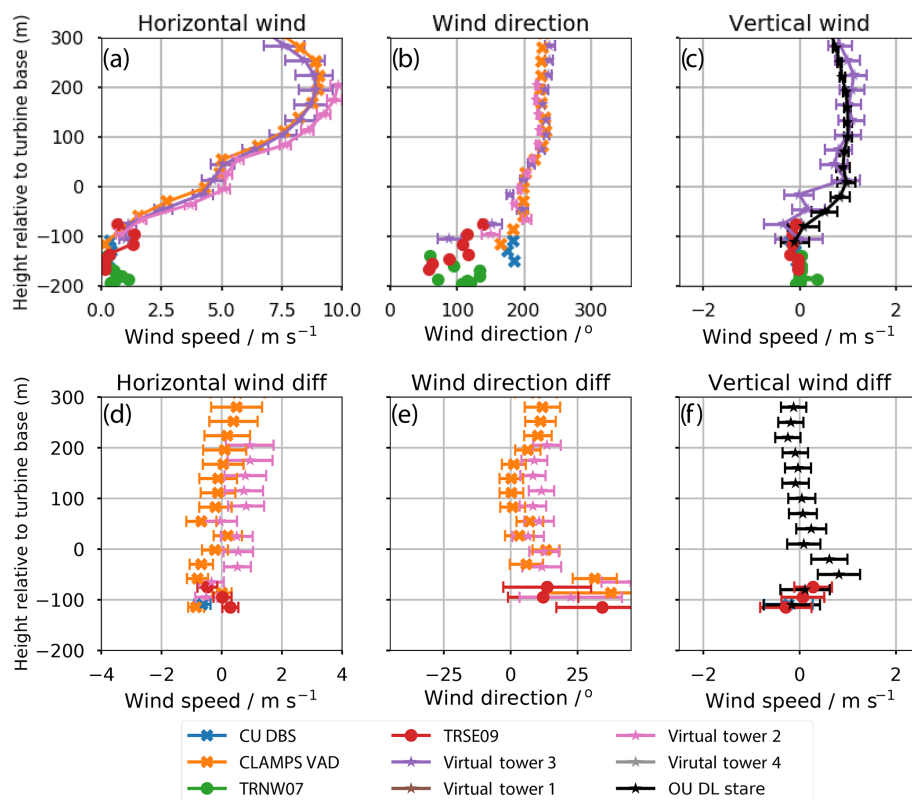 Horizontal wind Wind direction Vertical wind
Height relative to turbine base (m)
300
200
100
0
−100
−200
(a) (b) (c)
0.0 2.5 5.0 7.5 10.0
0 100 200 300
−2 0 2
Wind speed / m s⁻¹ Wind direction /° Wind speed / m s⁻¹
Horizontal wind diff Wind direction diff Vertical wind diff
Height relative to turbine base (m)
300
200
100
0
−100
−200
(d) (e) (f)
−4 −2 0 2 4
−25 0 25
−2 0 2
Wind speed / m s⁻¹ Wind direction /° Wind speed / m s⁻¹
CU DBS TRSE09 Virtual tower 2
CLAMPS VAD Virtual tower 3 Virutal tower 4
TRNW07 Virtual tower 1 OU DL stare